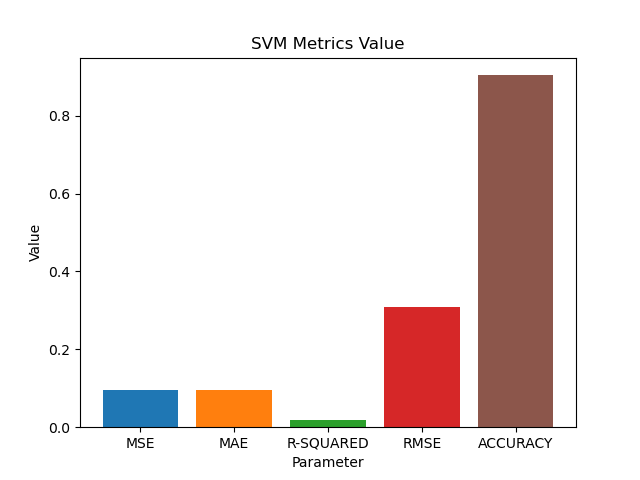 SVM Metrics Value
Value
0.8
0.6
0.4
0.2
0.0
MSE MAE R-SQUARED RMSE ACCURACY
Parameter